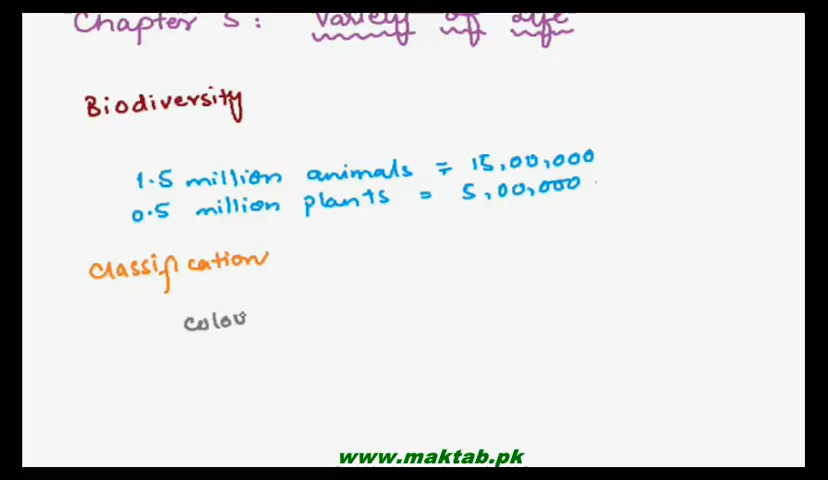 Chapter 5: Variety of Life
Biodiversity
1.5 million animals = 15,00,000
0.5 million plants = 5,00,000
Classification
colou
www.maktab.pk